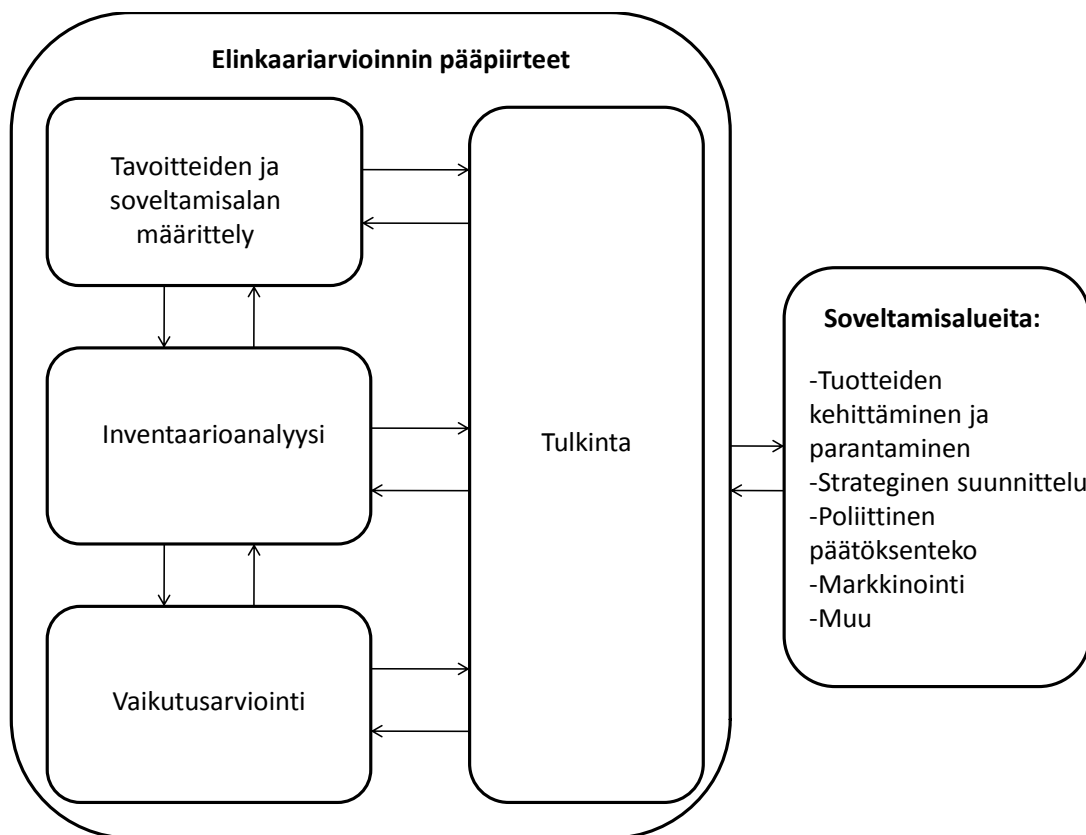 Elinkaariarvioinnin pääpiirteet
Tavoitteiden ja
soveltamisalan
määrittely
Inventaarioanalyysi
Vaikutusarviointi
Tulkinta
Soveltamisalueita:
-Tuotteiden
kehittäminen ja
parantaminen
-Strateginen suunnittelu
-Poliittinen
päätöksenteko
-Markkinointi
-Muu